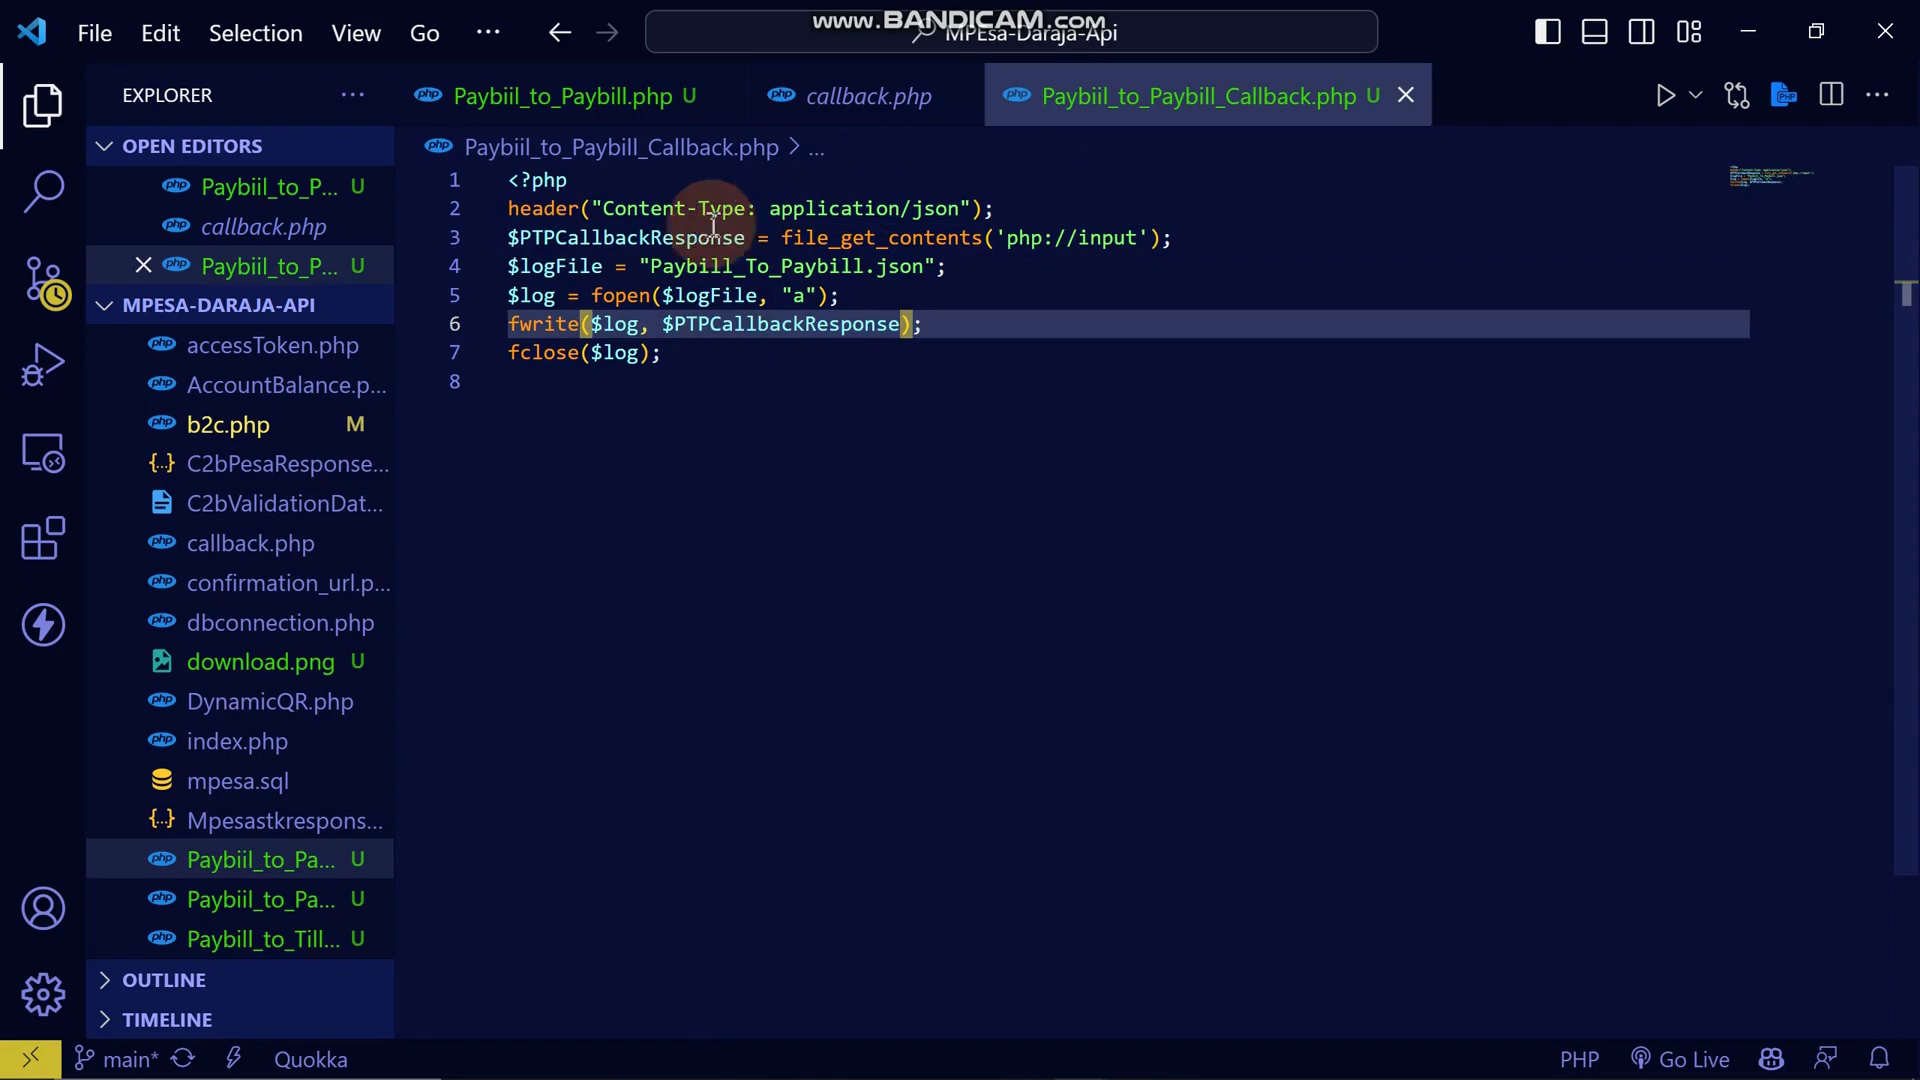 www.BANDICAM.com
File Edit Selection View Go ... MPEsa-Daraja-Api
EXPLORER ...
Paybiil_to_Paybill.php U
callback.php
Paybiil_to_Paybill_Callback.php U
OPEN EDITORS
Paybiil_to_P... U
callback.php
Paybiil_to_P... U
MPESA-DARAJA-API
accessToken.php
AccountBalance.p...
b2c.php M
C2bPesaResponse...
C2bValidationDat...
callback.php
confirmation_url.p...
dbconnection.php
download.png U
DynamicQR.php
index.php
mpesa.sql
Mpesastkrespons...
Paybiil_to_Pa... U
Paybiil_to_Pa... U
Paybill_to_Till... U
OUTLINE
TIMELINE
Paybiil_to_Paybill_Callback.php > ...
1 <?php
2 header("Content-Type: application/json");
3 $PTPCallbackResponse = file_get_contents('php://input');
4 $logFile = "Paybill_To_Paybill.json";
5 $log = fopen($logFile, "a");
6 fwrite($log, $PTPCallbackResponse);
7 fclose($log);
8
main* Quokka PHP Go Live